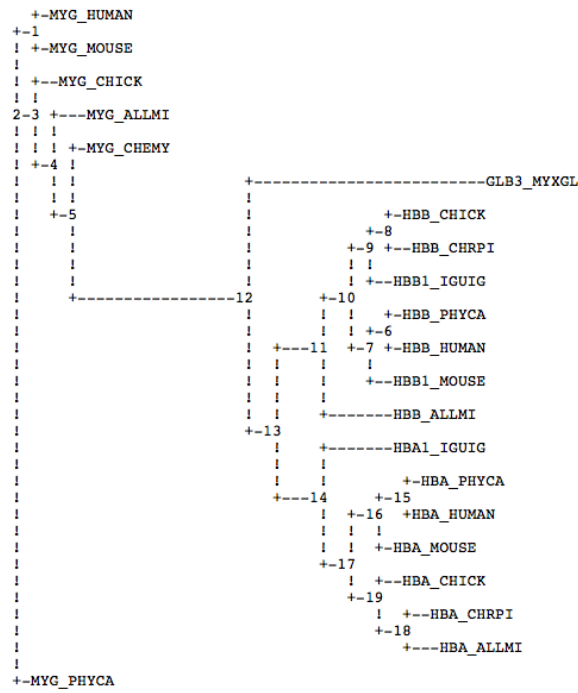 +-MYG_HUMAN
+-1
! +-MYG_MOUSE
!
! +--MYG_CHICK
! !
2-3 +---MYG_ALLMI
! ! !
! ! ! +-MYG_CHEMY
! +-4 !
! ! ! +-------------------------GLB3_MYXGL
! ! ! !
! +-5 ! +-HBB_CHICK
! ! ! +-8
! ! ! +-9 +--HBB_CHRPI
! ! ! ! !
! ! ! ! +--HBB1_IGUIG
! +-----------------12 +-10
! ! ! ! +-HBB_PHYCA
! ! ! ! +-6
! ! +---11 +-7 +-HBB_HUMAN
! ! ! ! !
! ! ! ! +--HBB1_MOUSE
! ! ! !
! ! ! +-------HBB_ALLMI
! +-13
! ! +-------HBA1_IGUIG
! ! !
! ! ! +-HBA_PHYCA
! +---14 +-15
! ! +-16 +HBA_HUMAN
! ! ! !
! ! ! +-HBA_MOUSE
! +-17
! ! +--HBA_CHICK
! +-19
! ! +--HBA_CHRPI
! +-18
! +---HBA_ALLMI
!
+-MYG_PHYCA